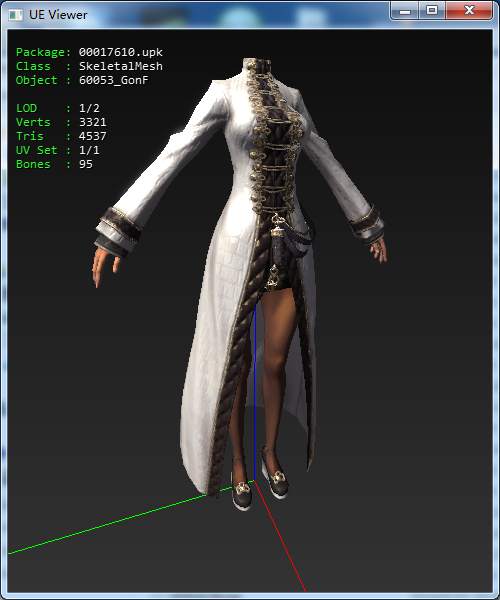 UE Viewer
Package: 00017610.upk
Class  : SkeletalMesh
Object : 60053_GonF
LOD    : 1/2
Verts  : 3321
Tris   : 4537
UV Set : 1/1
Bones  : 95